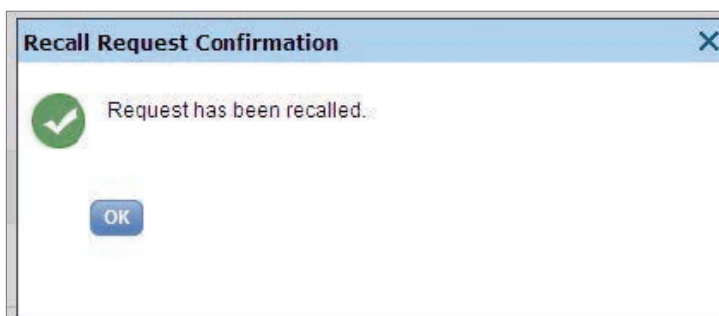 Recall Request Confirmation
Request has been recalled.
OK